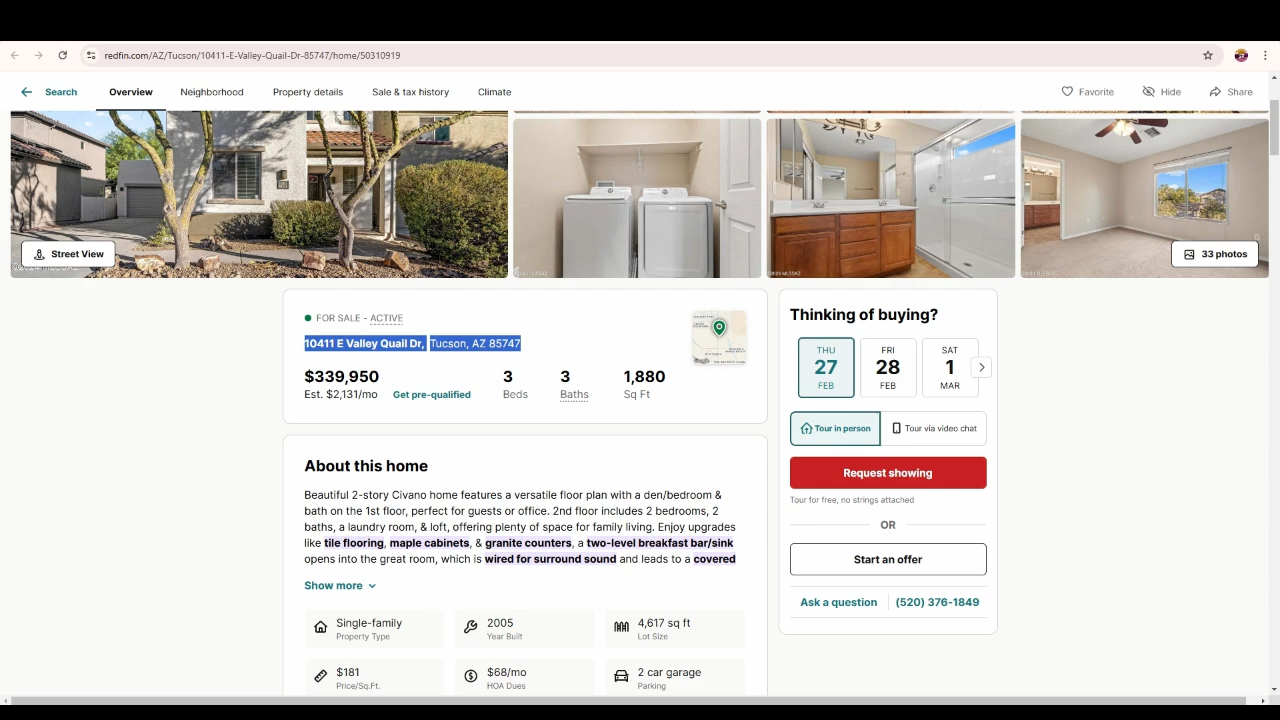 redfin.com/AZ/Tucson/10411-E-Valley-Quail-Dr-85747/home/50310919
Search Overview Neighborhood Property details Sale & tax history Climate Favorite Hide Share
Street View
33 photos
FOR SALE - ACTIVE
10411 E Valley Quail Dr, Tucson, AZ 85747
$339,950 3 3 1,880
Est. $2,131/mo Get pre-qualified Beds Baths Sq Ft
About this home
Beautiful 2-story Civano home features a versatile floor plan with a den/bedroom &
bath on the 1st floor, perfect for guests or office. 2nd floor includes 2 bedrooms, 2
baths, a laundry room, & loft, offering plenty of space for family living. Enjoy upgrades
like tile flooring, maple cabinets, & granite counters, a two-level breakfast bar/sink
opens into the great room, which is wired for surround sound and leads to a covered
Show more
Single-family
Property Type
2005
Year Built
4,617 sq ft
Lot Size
$181
Price/Sq.Ft.
$68/mo
HOA Dues
2 car garage
Parking
Thinking of buying?
THU FRI SAT
27 28 1
FEB FEB MAR
Tour in person Tour via video chat
Request showing
Tour for free, no strings attached
OR
Start an offer
Ask a question (520) 376-1849